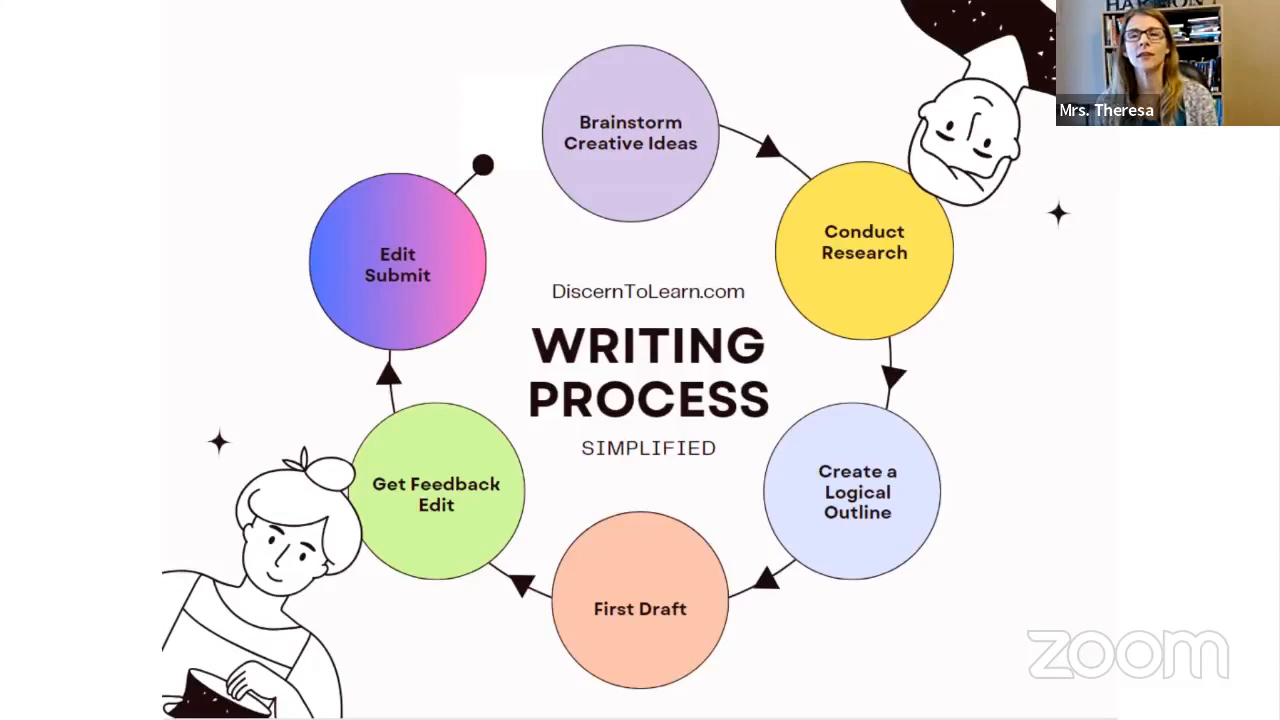 Brainstorm
Creative Ideas
Conduct
Research
Create a
Logical
Outline
First Draft
Get Feedback
Edit
Edit
Submit
DiscernToLearn.com
WRITING
PROCESS
SIMPLIFIED
Mrs. Theresa
zoom